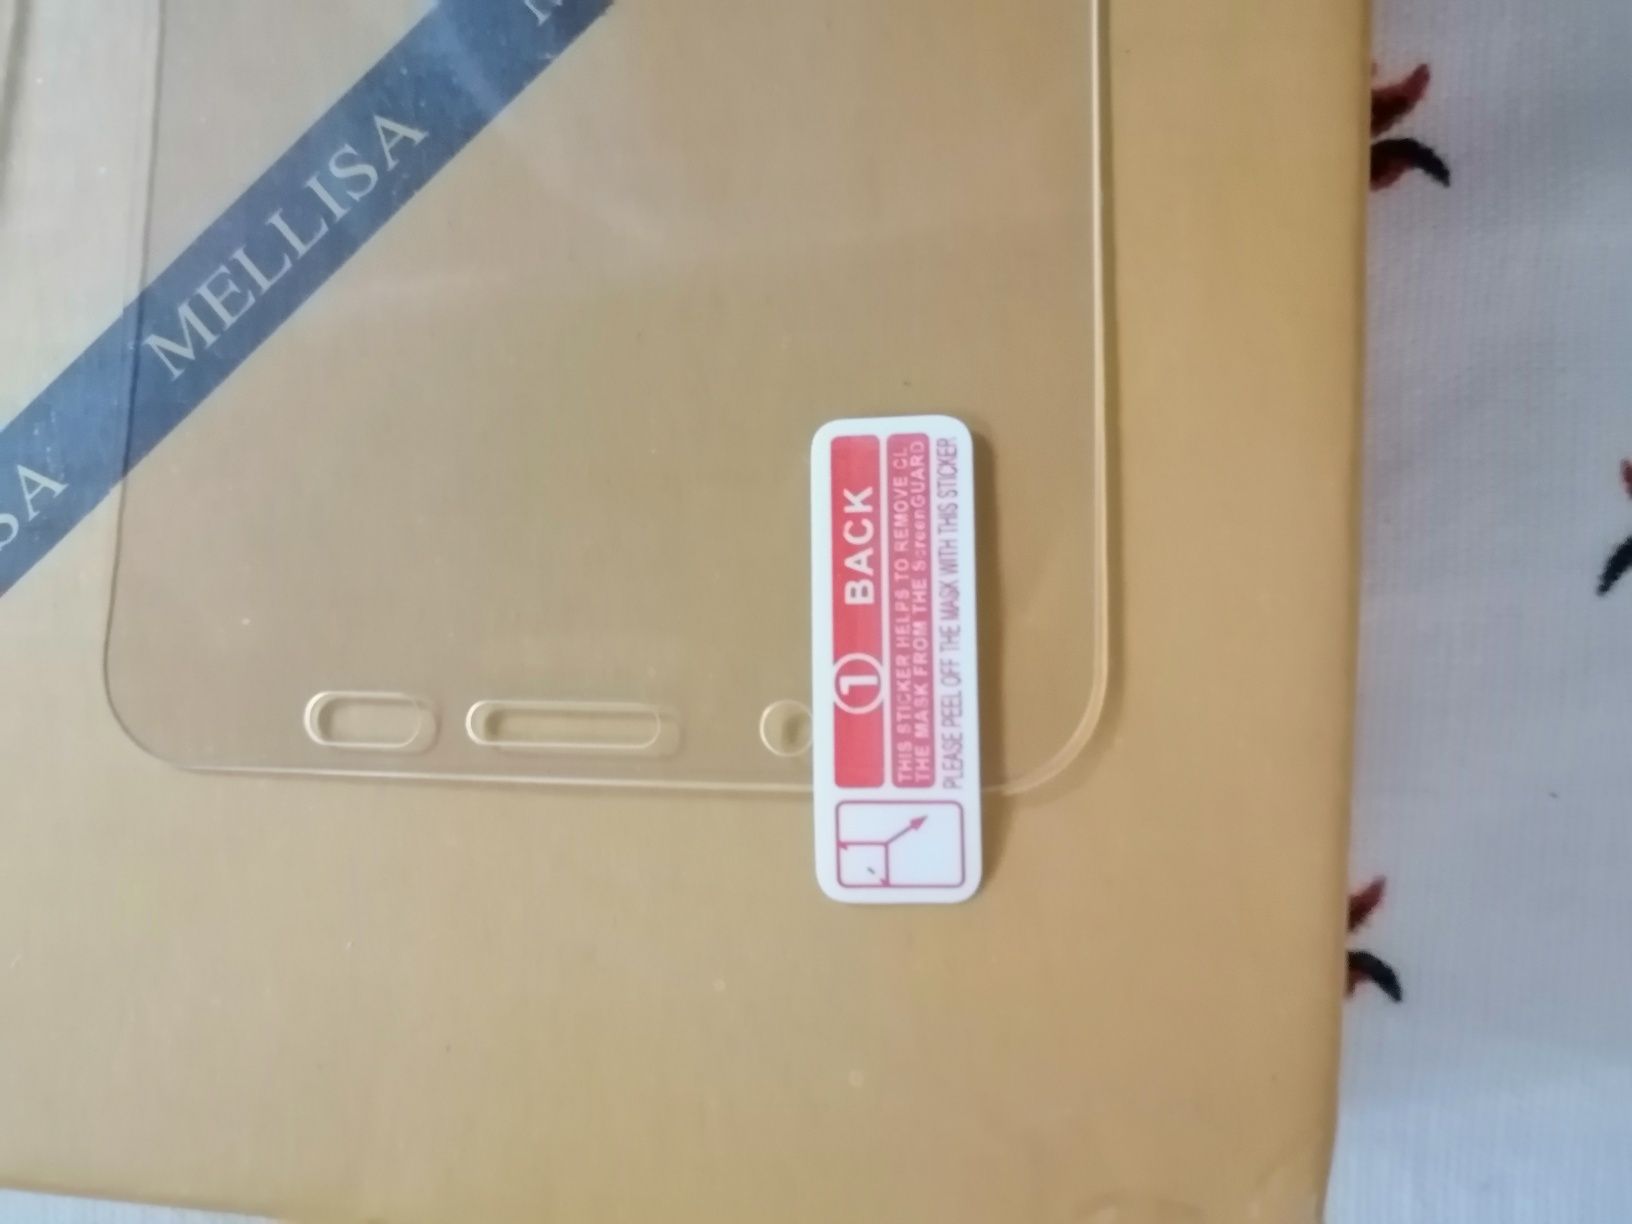 MELLISA
SA
1 BACK
THIS STICKER HELPS TO REMOVE CL
THE MASK FROM THE ScreenGUARD
PLEASE PEEL OFF THE MASK WITH THIS STICKER